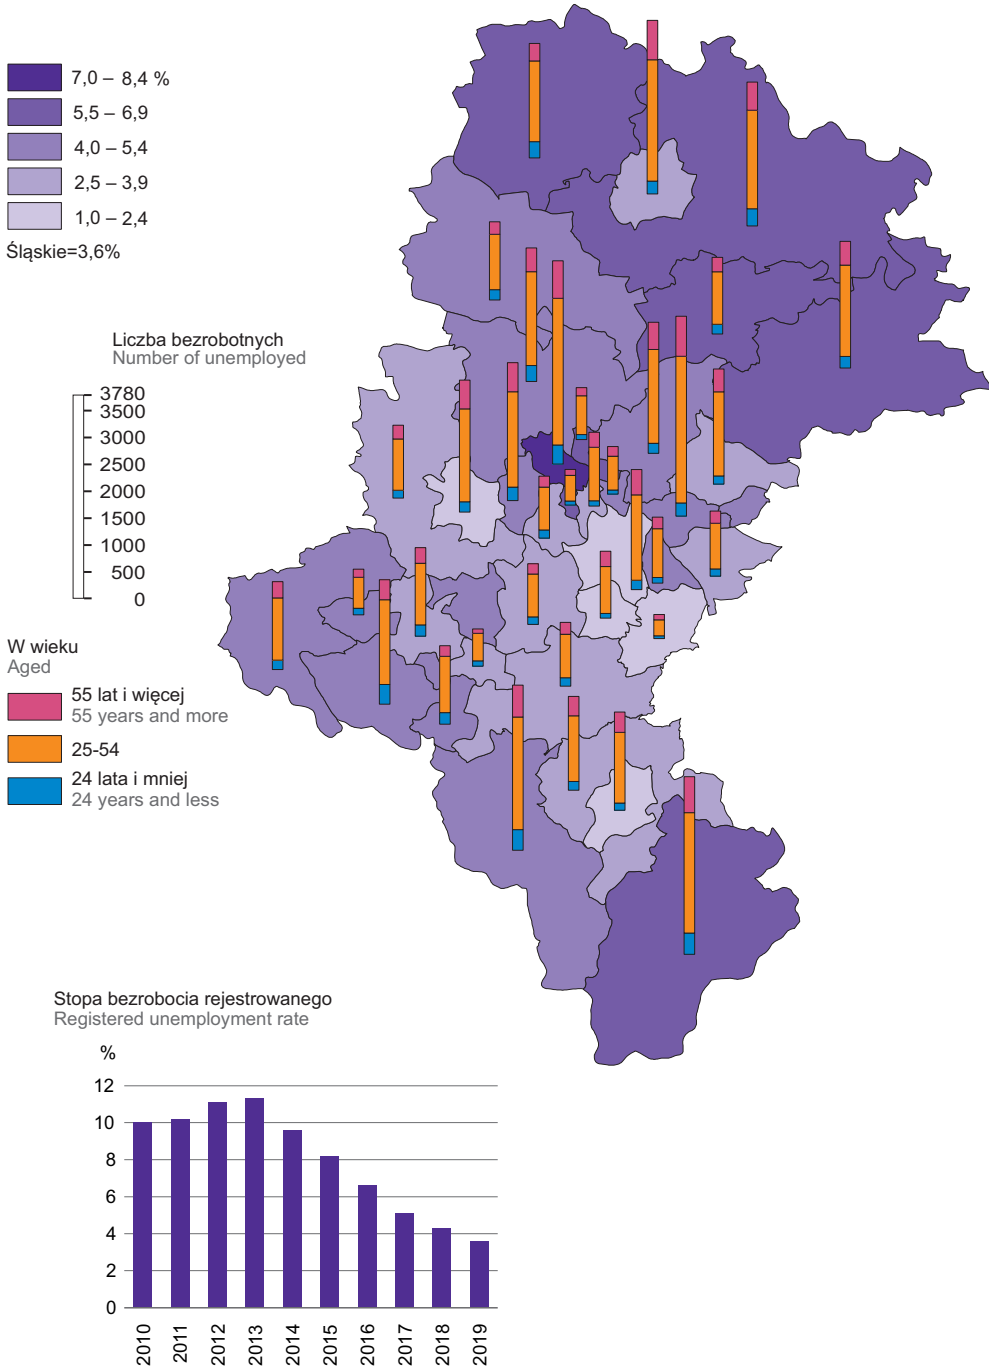 7,0 – 8,4 %
5,5 – 6,9
4,0 – 5,4
2,5 – 3,9
1,0 – 2,4
Śląskie=3,6%
Liczba bezrobotnych
Number of unemployed
3780
3500
3000
2500
2000
1500
1000
500
0
W wieku
Aged
55 lat i więcej
55 years and more
25-54
24 lata i mniej
24 years and less
Stopa bezrobocia rejestrowanego
Registered unemployment rate
%
12
10
8
6
4
2
0
2010
2011
2012
2013
2014
2015
2016
2017
2018
2019